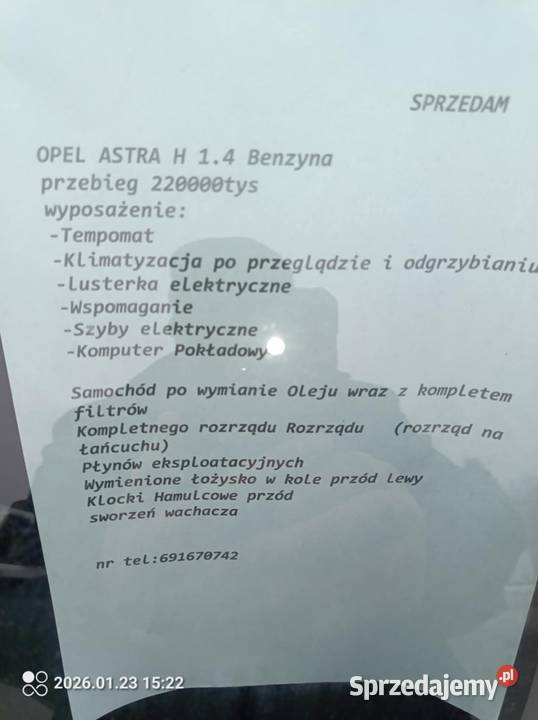 SPRZEDAM
OPEL ASTRA H 1.4 Benzyna
przebieg 220000tys
wyposażenie:
-Tempomat
-Klimatyzacja po przeglądzie i odgrzybianiu
-Lusterka elektryczne
-Wspomaganie
-Szyby elektryczne
-Komputer Pokładowy
Samochód po wymianie Oleju wraz z kompletem
filtrów
Kompletnego rozrządu Rozrządu (rozrząd na
łańcuchu)
Płynów eksploatacyjnych
Wymienione łożysko w kole przód lewy
Klocki Hamulcowe przód
sworzeń wachacza
nr tel:691670742
2026.01.23 15:22
Sprzedajemy.pl